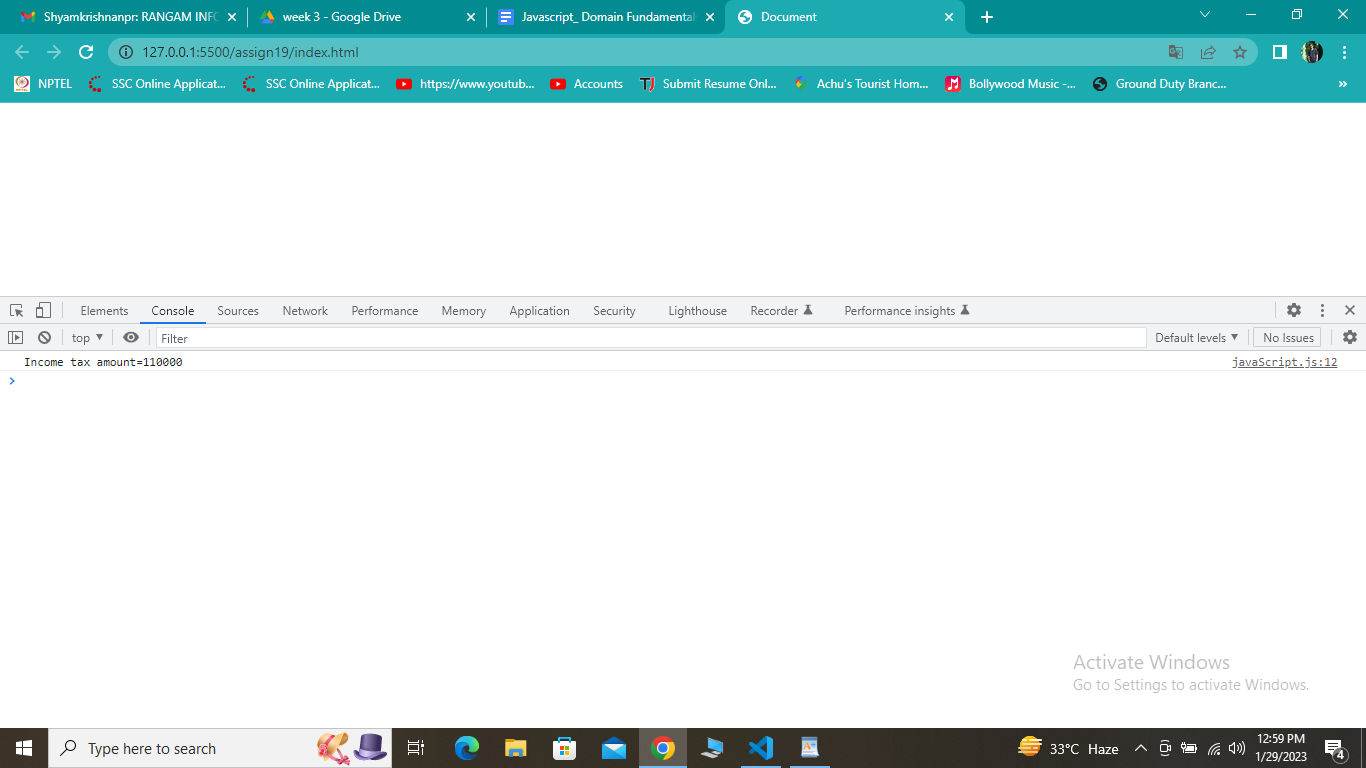 Shyamkrishnanpr: RANGAM INFO
week 3 - Google Drive
Javascript_ Domain Fundamental
Document
127.0.0.1:5500/assign19/index.html
NPTEL
SSC Online Applicat...
SSC Online Applicat...
https://www.youtub...
Accounts
TJ
Submit Resume Onl...
Achu's Tourist Hom...
Bollywood Music -...
Ground Duty Branc...
»
Elements
Console
Sources
Network
Performance
Memory
Application
Security
Lighthouse
Recorder
Performance insights
top
Filter
Default levels
No Issues
Income tax amount=110000
javaScript.js:12
Activate Windows
Go to Settings to activate Windows.
Type here to search
33°C Haze
12:59 PM
1/29/2023
4